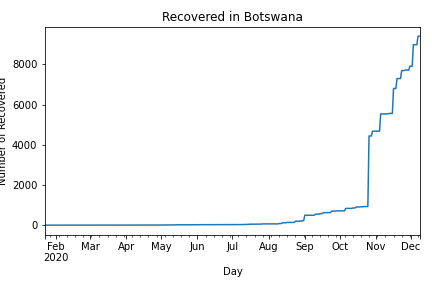 Recovered in Botswana
Number of Recovered
8000
6000
4000
2000
0
Feb Mar Apr May Jun Jul Aug Sep Oct Nov Dec
2020
Day